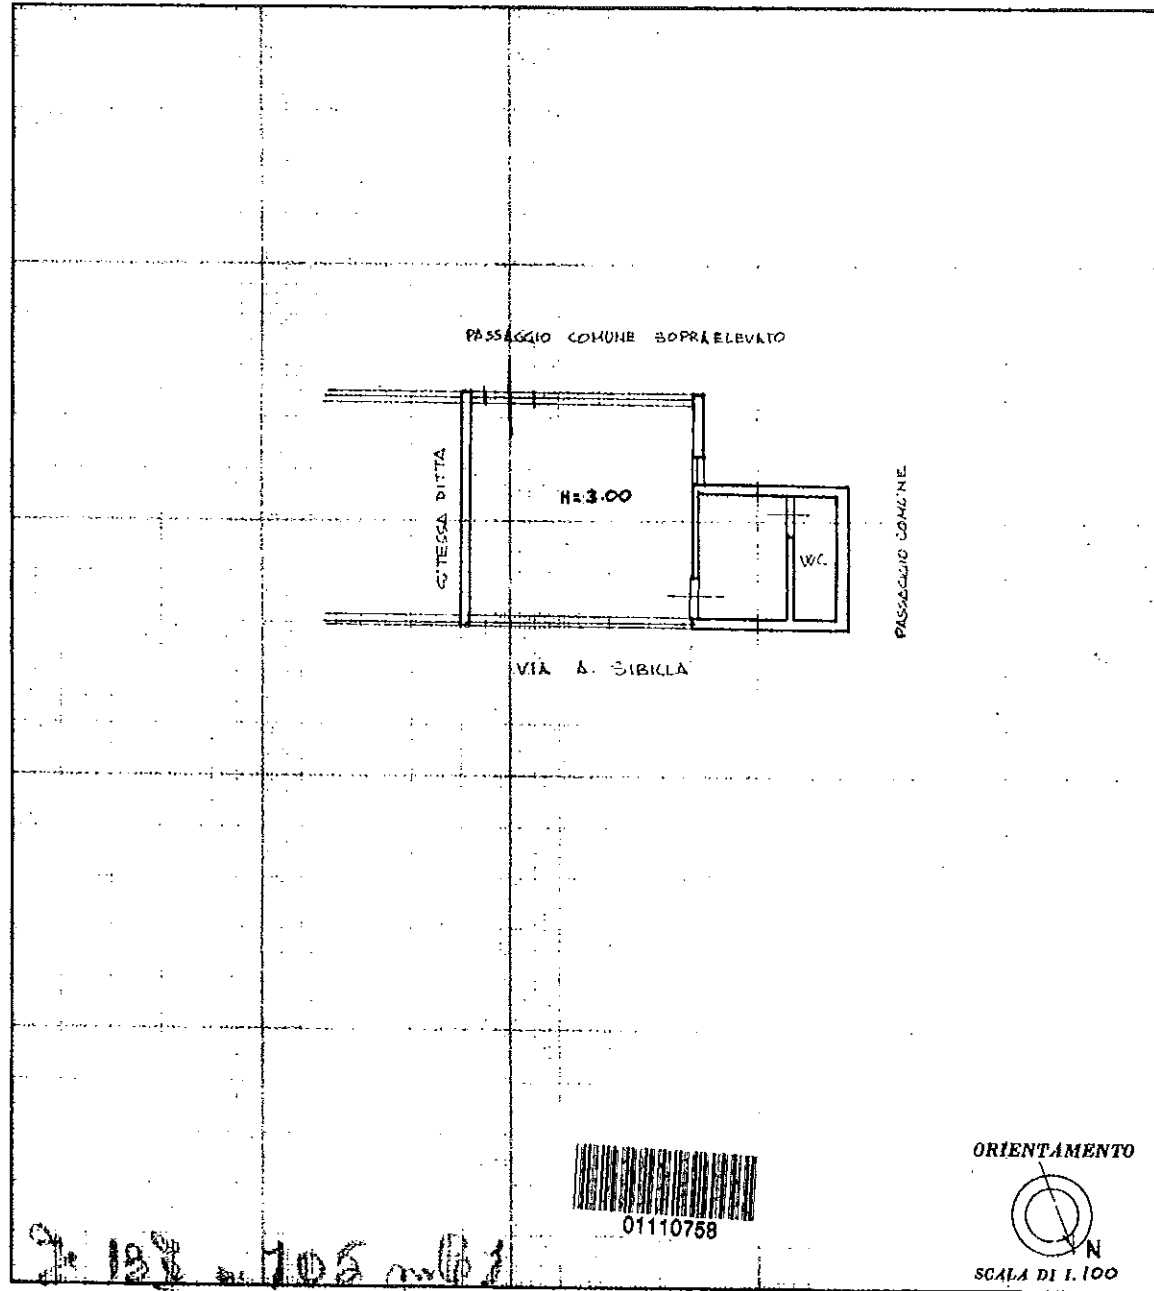 PASSAGGIO COMUNE SOPRAELEVATO
STESSA DITTA
H=3.00
WC
PASSAGGIO COMUNE
VIA A. SIBILLA
01110758
ORIENTAMENTO
N
SCALA DI 1.100